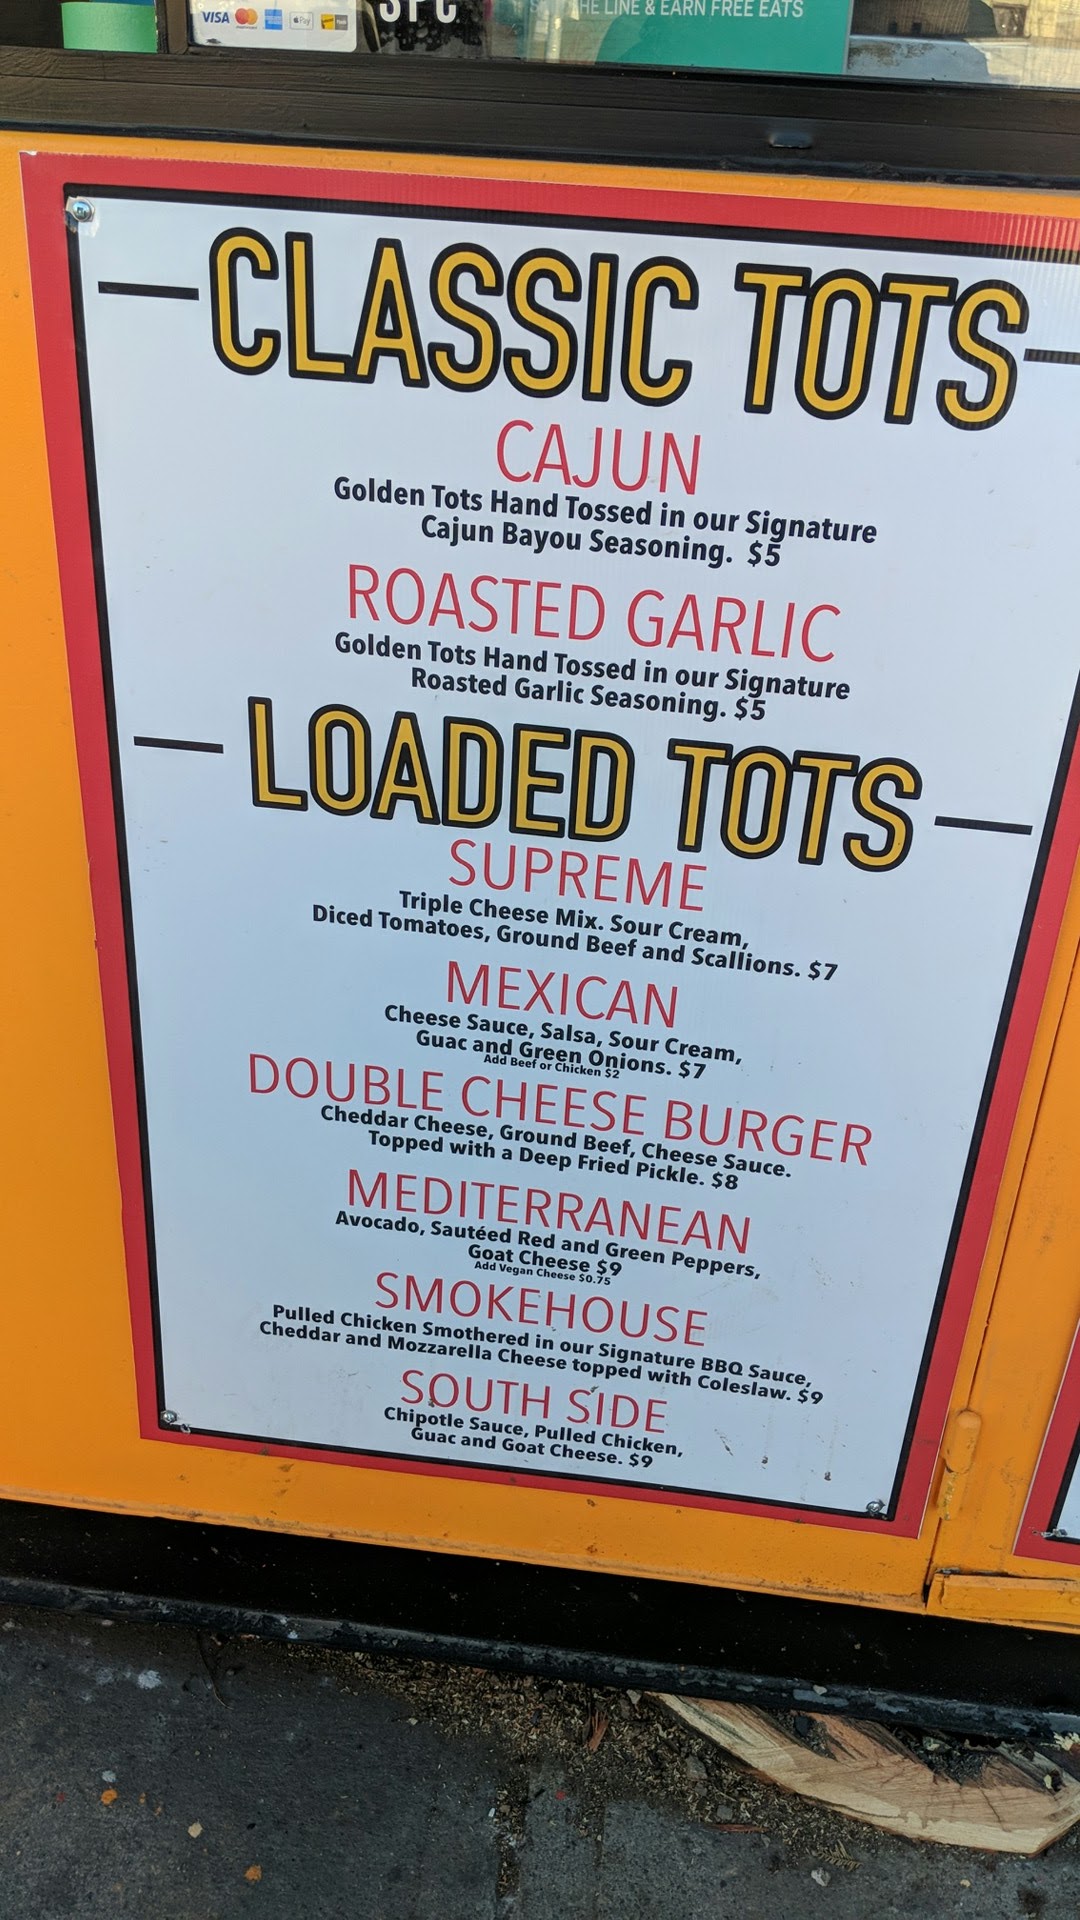 VISA Pay
SPC
THE LINE & EARN FREE EATS
CLASSIC TOTS
CAJUN
Golden Tots Hand Tossed in our Signature
Cajun Bayou Seasoning. $5
ROASTED GARLIC
Golden Tots Hand Tossed in our Signature
Roasted Garlic Seasoning. $5
LOADED TOTS
SUPREME
Triple Cheese Mix. Sour Cream,
Diced Tomatoes, Ground Beef and Scallions. $7
MEXICAN
Cheese Sauce, Salsa, Sour Cream,
Guac and Green Onions. $7
Add Beef or Chicken $2
DOUBLE CHEESE BURGER
Cheddar Cheese, Ground Beef, Cheese Sauce.
Topped with a Deep Fried Pickle. $8
MEDITERRANEAN
Avocado, Sautéed Red and Green Peppers,
Goat Cheese $9
Add Vegan Cheese $0.75
SMOKEHOUSE
Pulled Chicken Smothered in our Signature BBQ Sauce,
Cheddar and Mozzarella Cheese topped with Coleslaw. $9
SOUTH SIDE
Chipotle Sauce, Pulled Chicken,
Guac and Goat Cheese. $9